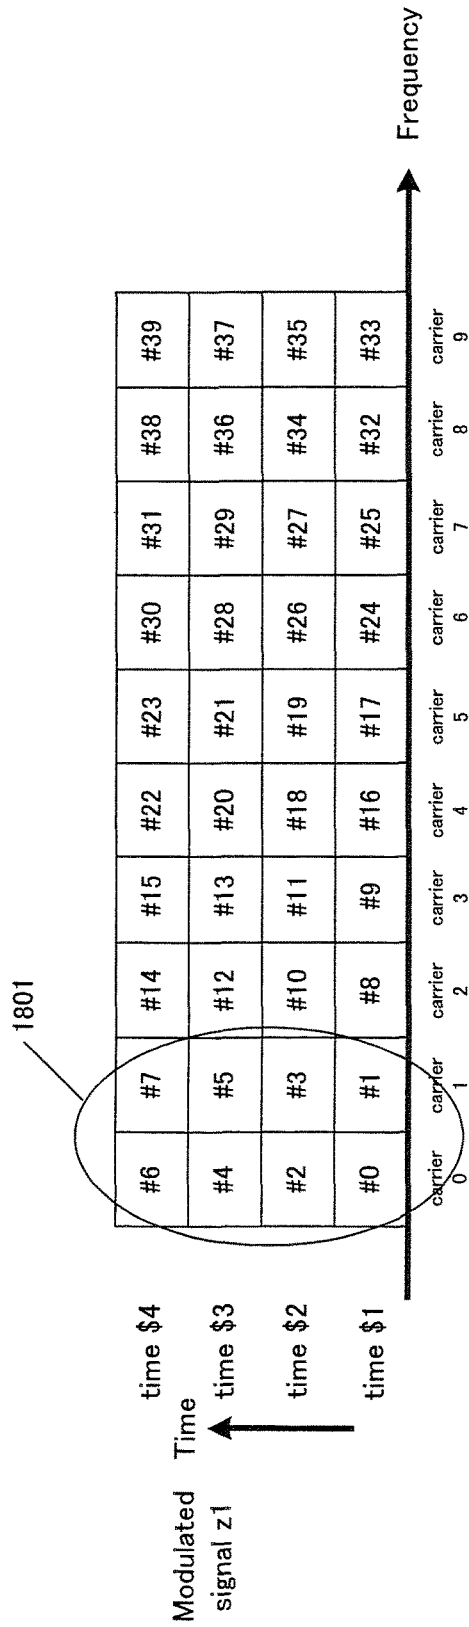 1801
Modulated
signal z1
Time
time $4
#6 #7 #14 #15 #22 #23 #30 #31 #38 #39
time $3
#4 #5 #12 #13 #20 #21 #28 #29 #36 #37
time $2
#2 #3 #10 #11 #18 #19 #26 #27 #34 #35
time $1
#0 #1 #8 #9 #16 #17 #24 #25 #32 #33
carrier carrier carrier carrier carrier carrier carrier carrier carrier carrier
0 1 2 3 4 5 6 7 8 9
Frequency